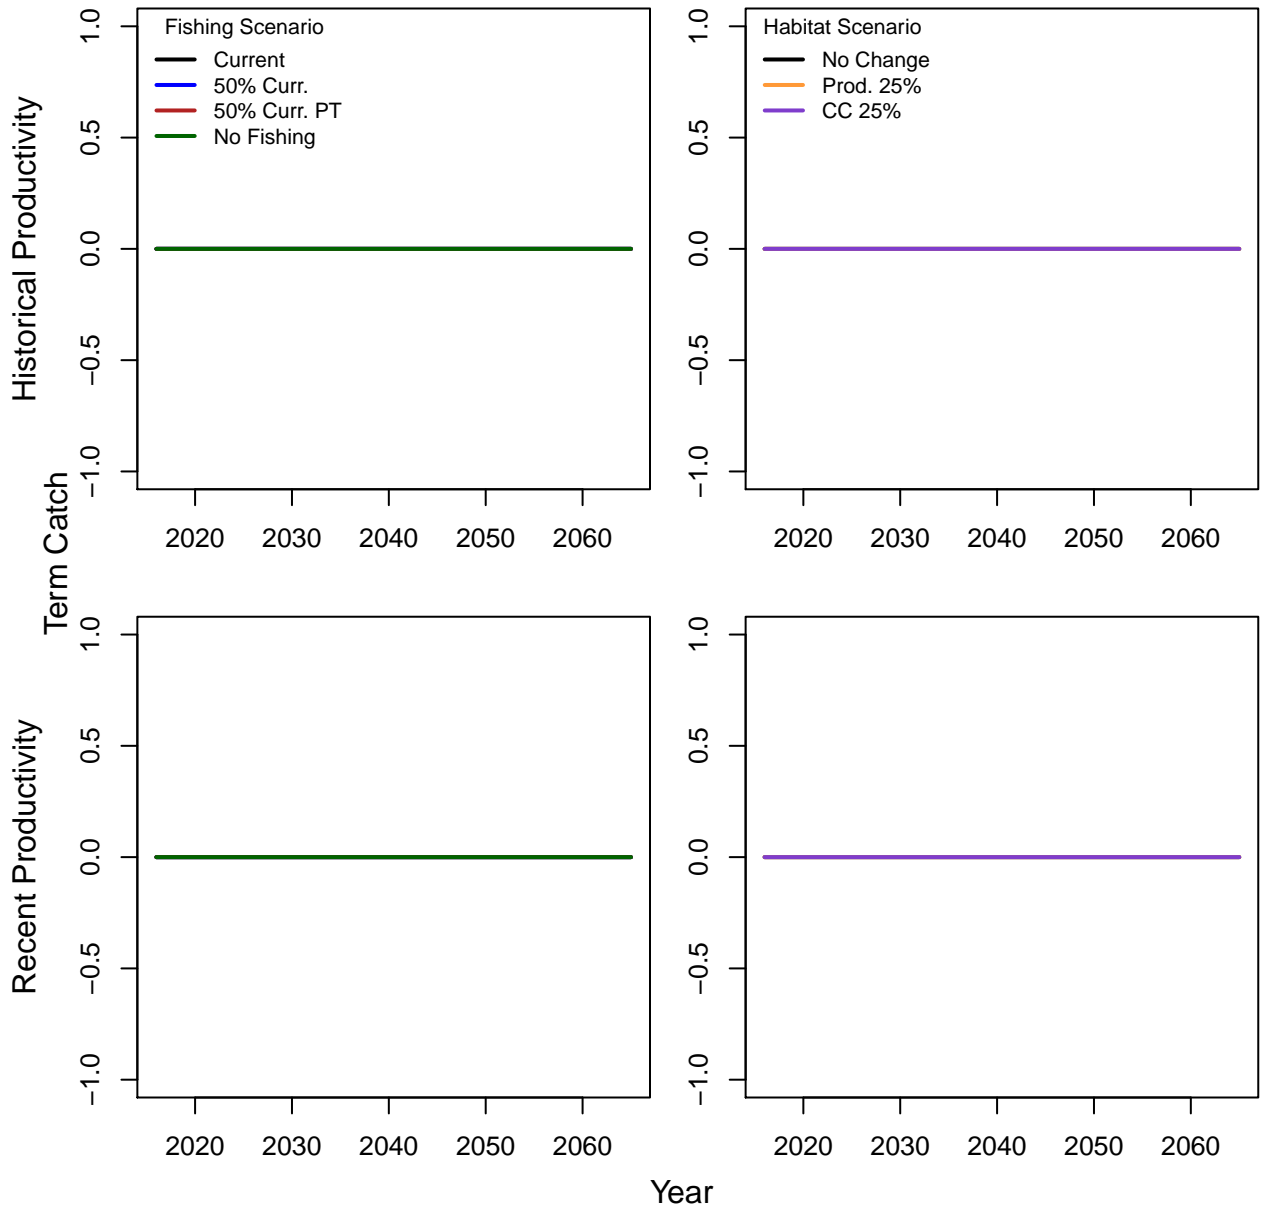 Fishing Scenario
Current
50% Curr.
50% Curr. PT
No Fishing
Habitat Scenario
No Change
Prod. 25%
CC 25%
Historical Productivity
1.0
0.5
0.0
−0.5
−1.0
1.0
0.5
0.0
−0.5
−1.0
2020 2030 2040 2050 2060
2020 2030 2040 2050 2060
Term Catch
Recent Productivity
1.0
0.5
0.0
−0.5
−1.0
1.0
0.5
0.0
−0.5
−1.0
2020 2030 2040 2050 2060
2020 2030 2040 2050 2060
Year